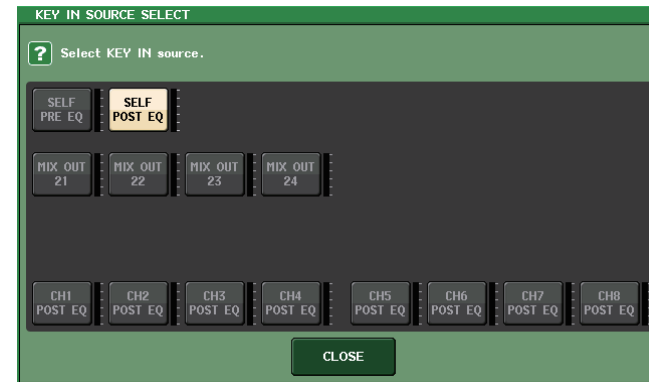 KEY IN SOURCE SELECT
? Select KEY IN source.
SELF SELF
PRE EQ POST EQ
MIX OUT MIX OUT MIX OUT MIX OUT
21 22 23 24
CH1 CH2 CH3 CH4 CH5 CH6 CH7 CH8
POST EQ POST EQ POST EQ POST EQ POST EQ POST EQ POST EQ POST EQ
CLOSE